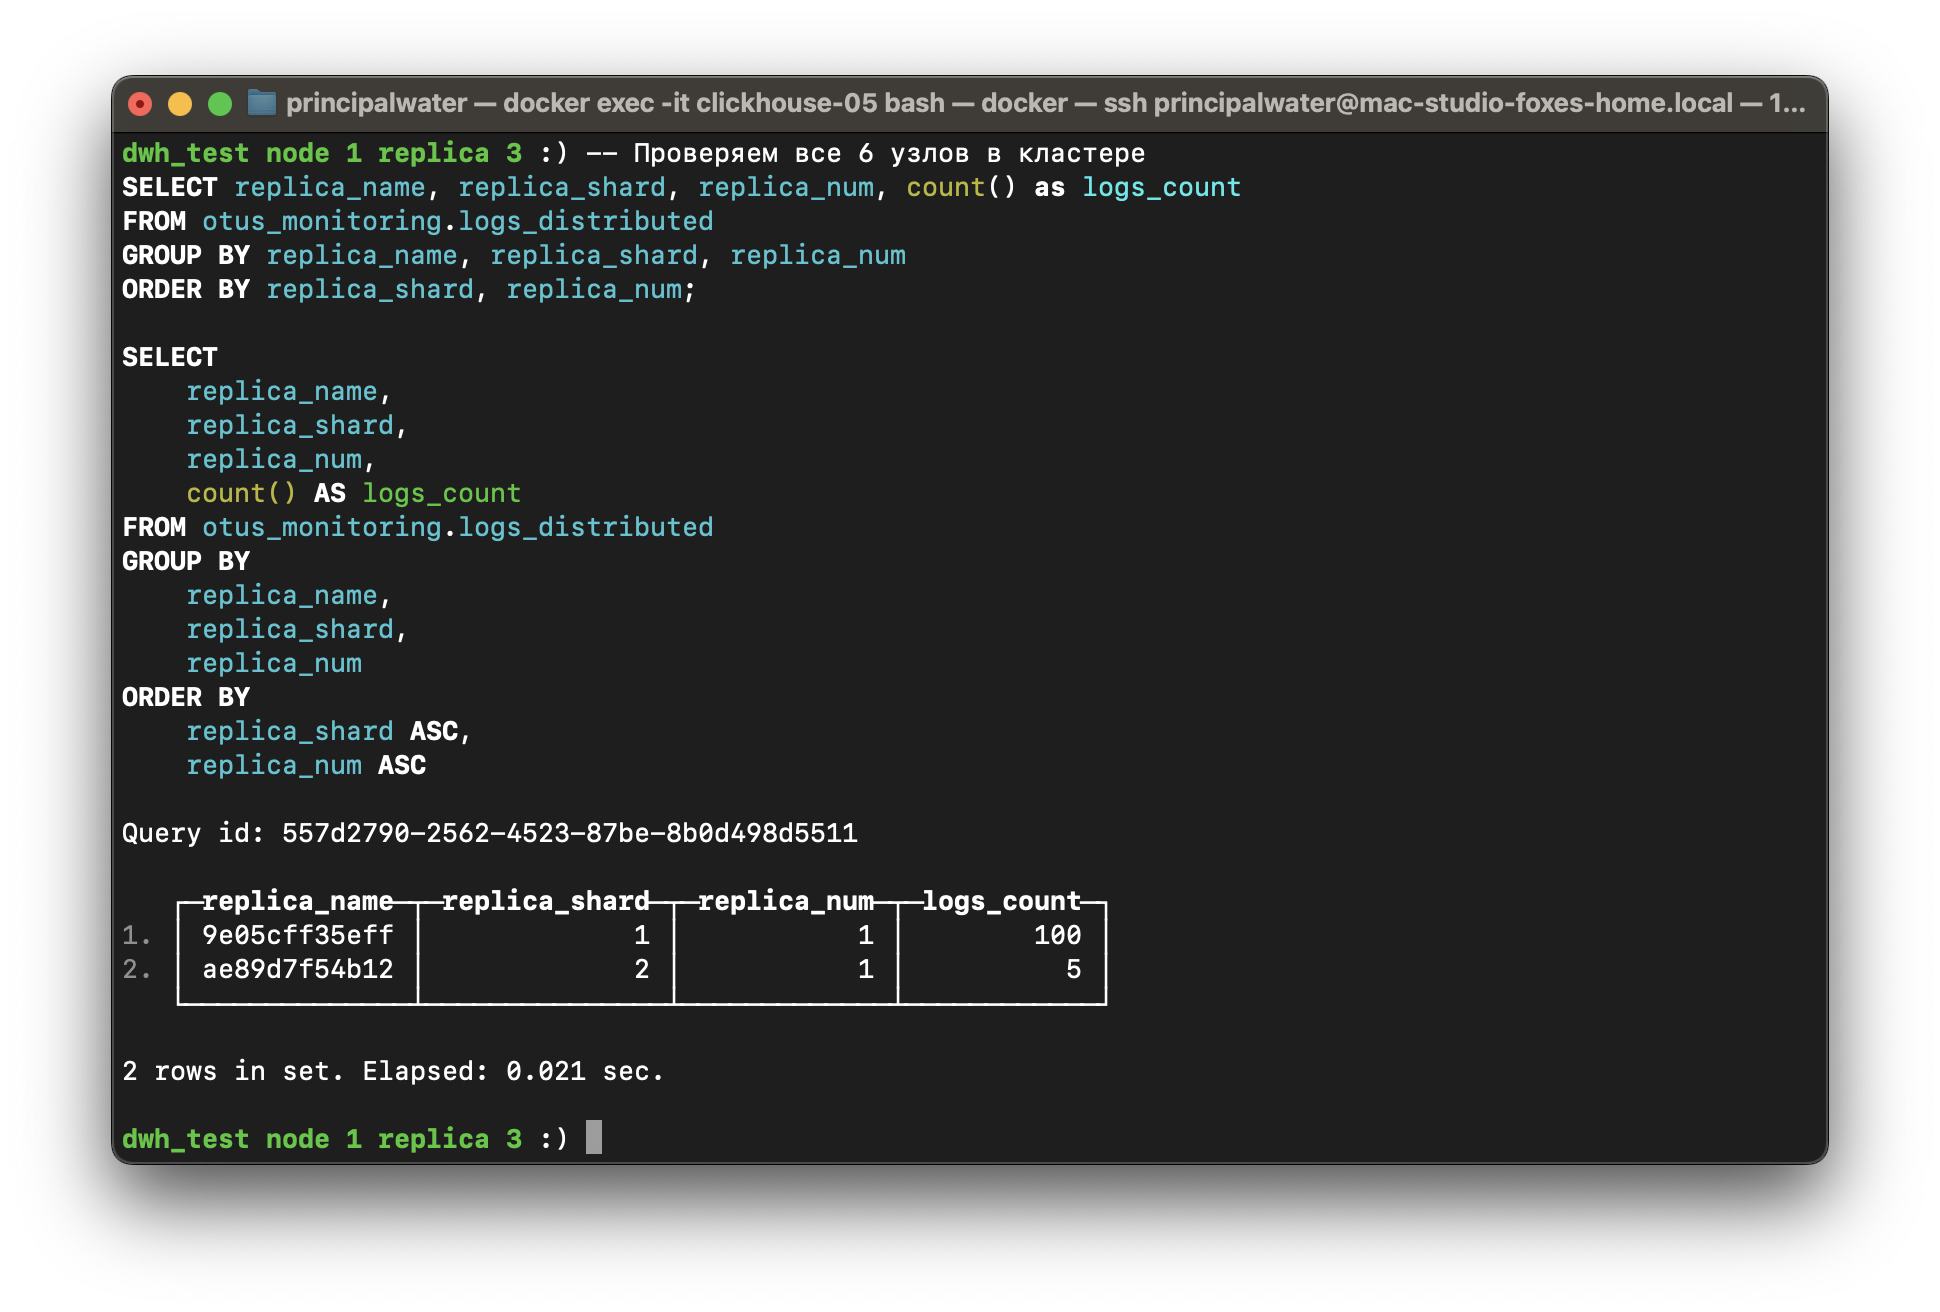 principalwater — docker exec -it clickhouse-05 bash — docker — ssh principalwater@mac-studio-foxes-home.local — 1...
dwh_test node 1 replica 3 :) -- Проверяем все 6 узлов в кластере
SELECT replica_name, replica_shard, replica_num, count() as logs_count
FROM otus_monitoring.logs_distributed
GROUP BY replica_name, replica_shard, replica_num
ORDER BY replica_shard, replica_num;
SELECT
replica_name,
replica_shard,
replica_num,
count() AS logs_count
FROM otus_monitoring.logs_distributed
GROUP BY
replica_name,
replica_shard,
replica_num
ORDER BY
replica_shard ASC,
replica_num ASC
Query id: 557d2790-2562-4523-87be-8b0d498d5511
replica_name replica_shard replica_num logs_count
1. 9e05cff35eff 1 1 100
2. ae89d7f54b12 2 1 5
2 rows in set. Elapsed: 0.021 sec.
dwh_test node 1 replica 3 :)